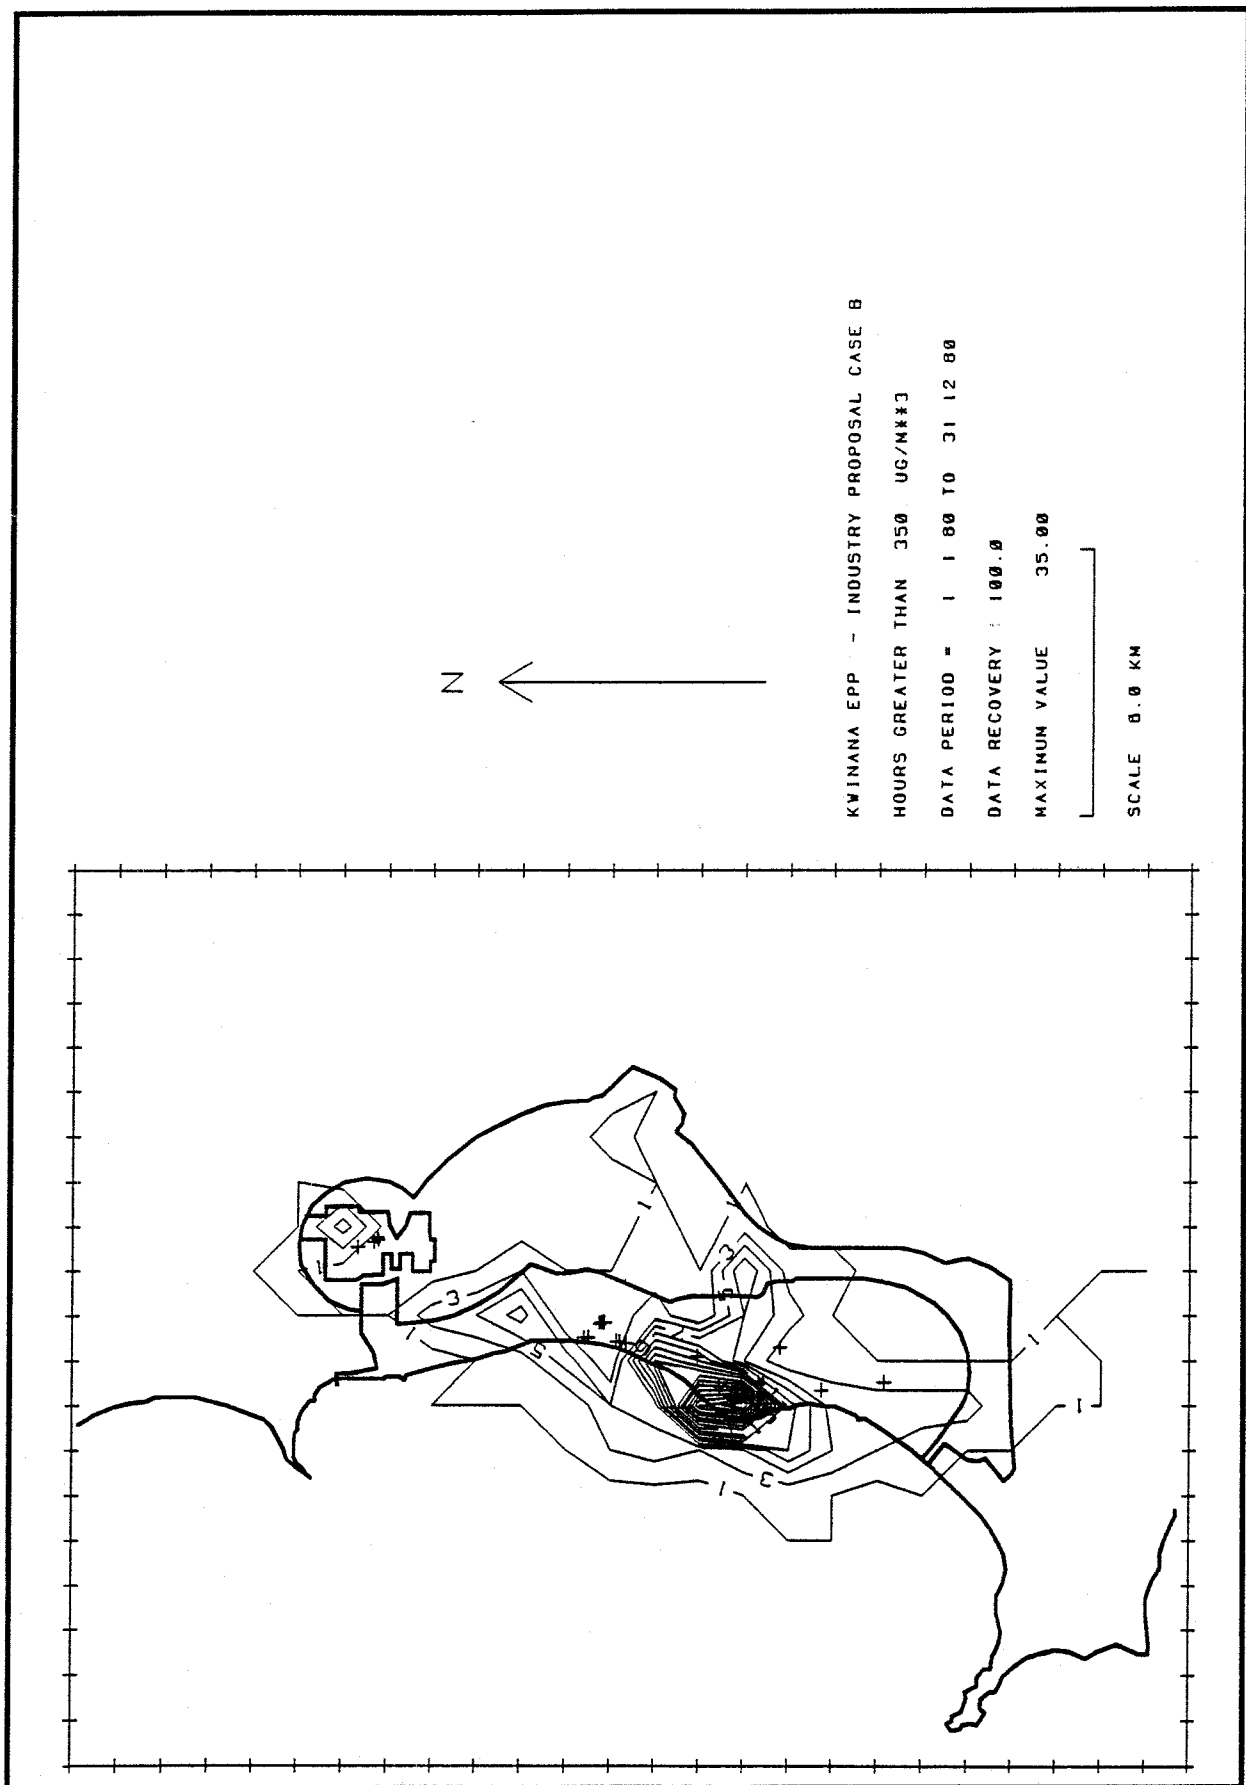 N
KWINANA EPP - INDUSTRY PROPOSAL CASE B
HOURS GREATER THAN 350 UG/M**3
DATA PERIOD = 1 1 80 TO 31 12 80
DATA RECOVERY : 100.0
MAXIMUM VALUE 35.00
SCALE 8.0 KM
1
3
1
5
1
1
3
5
3
1
1
1